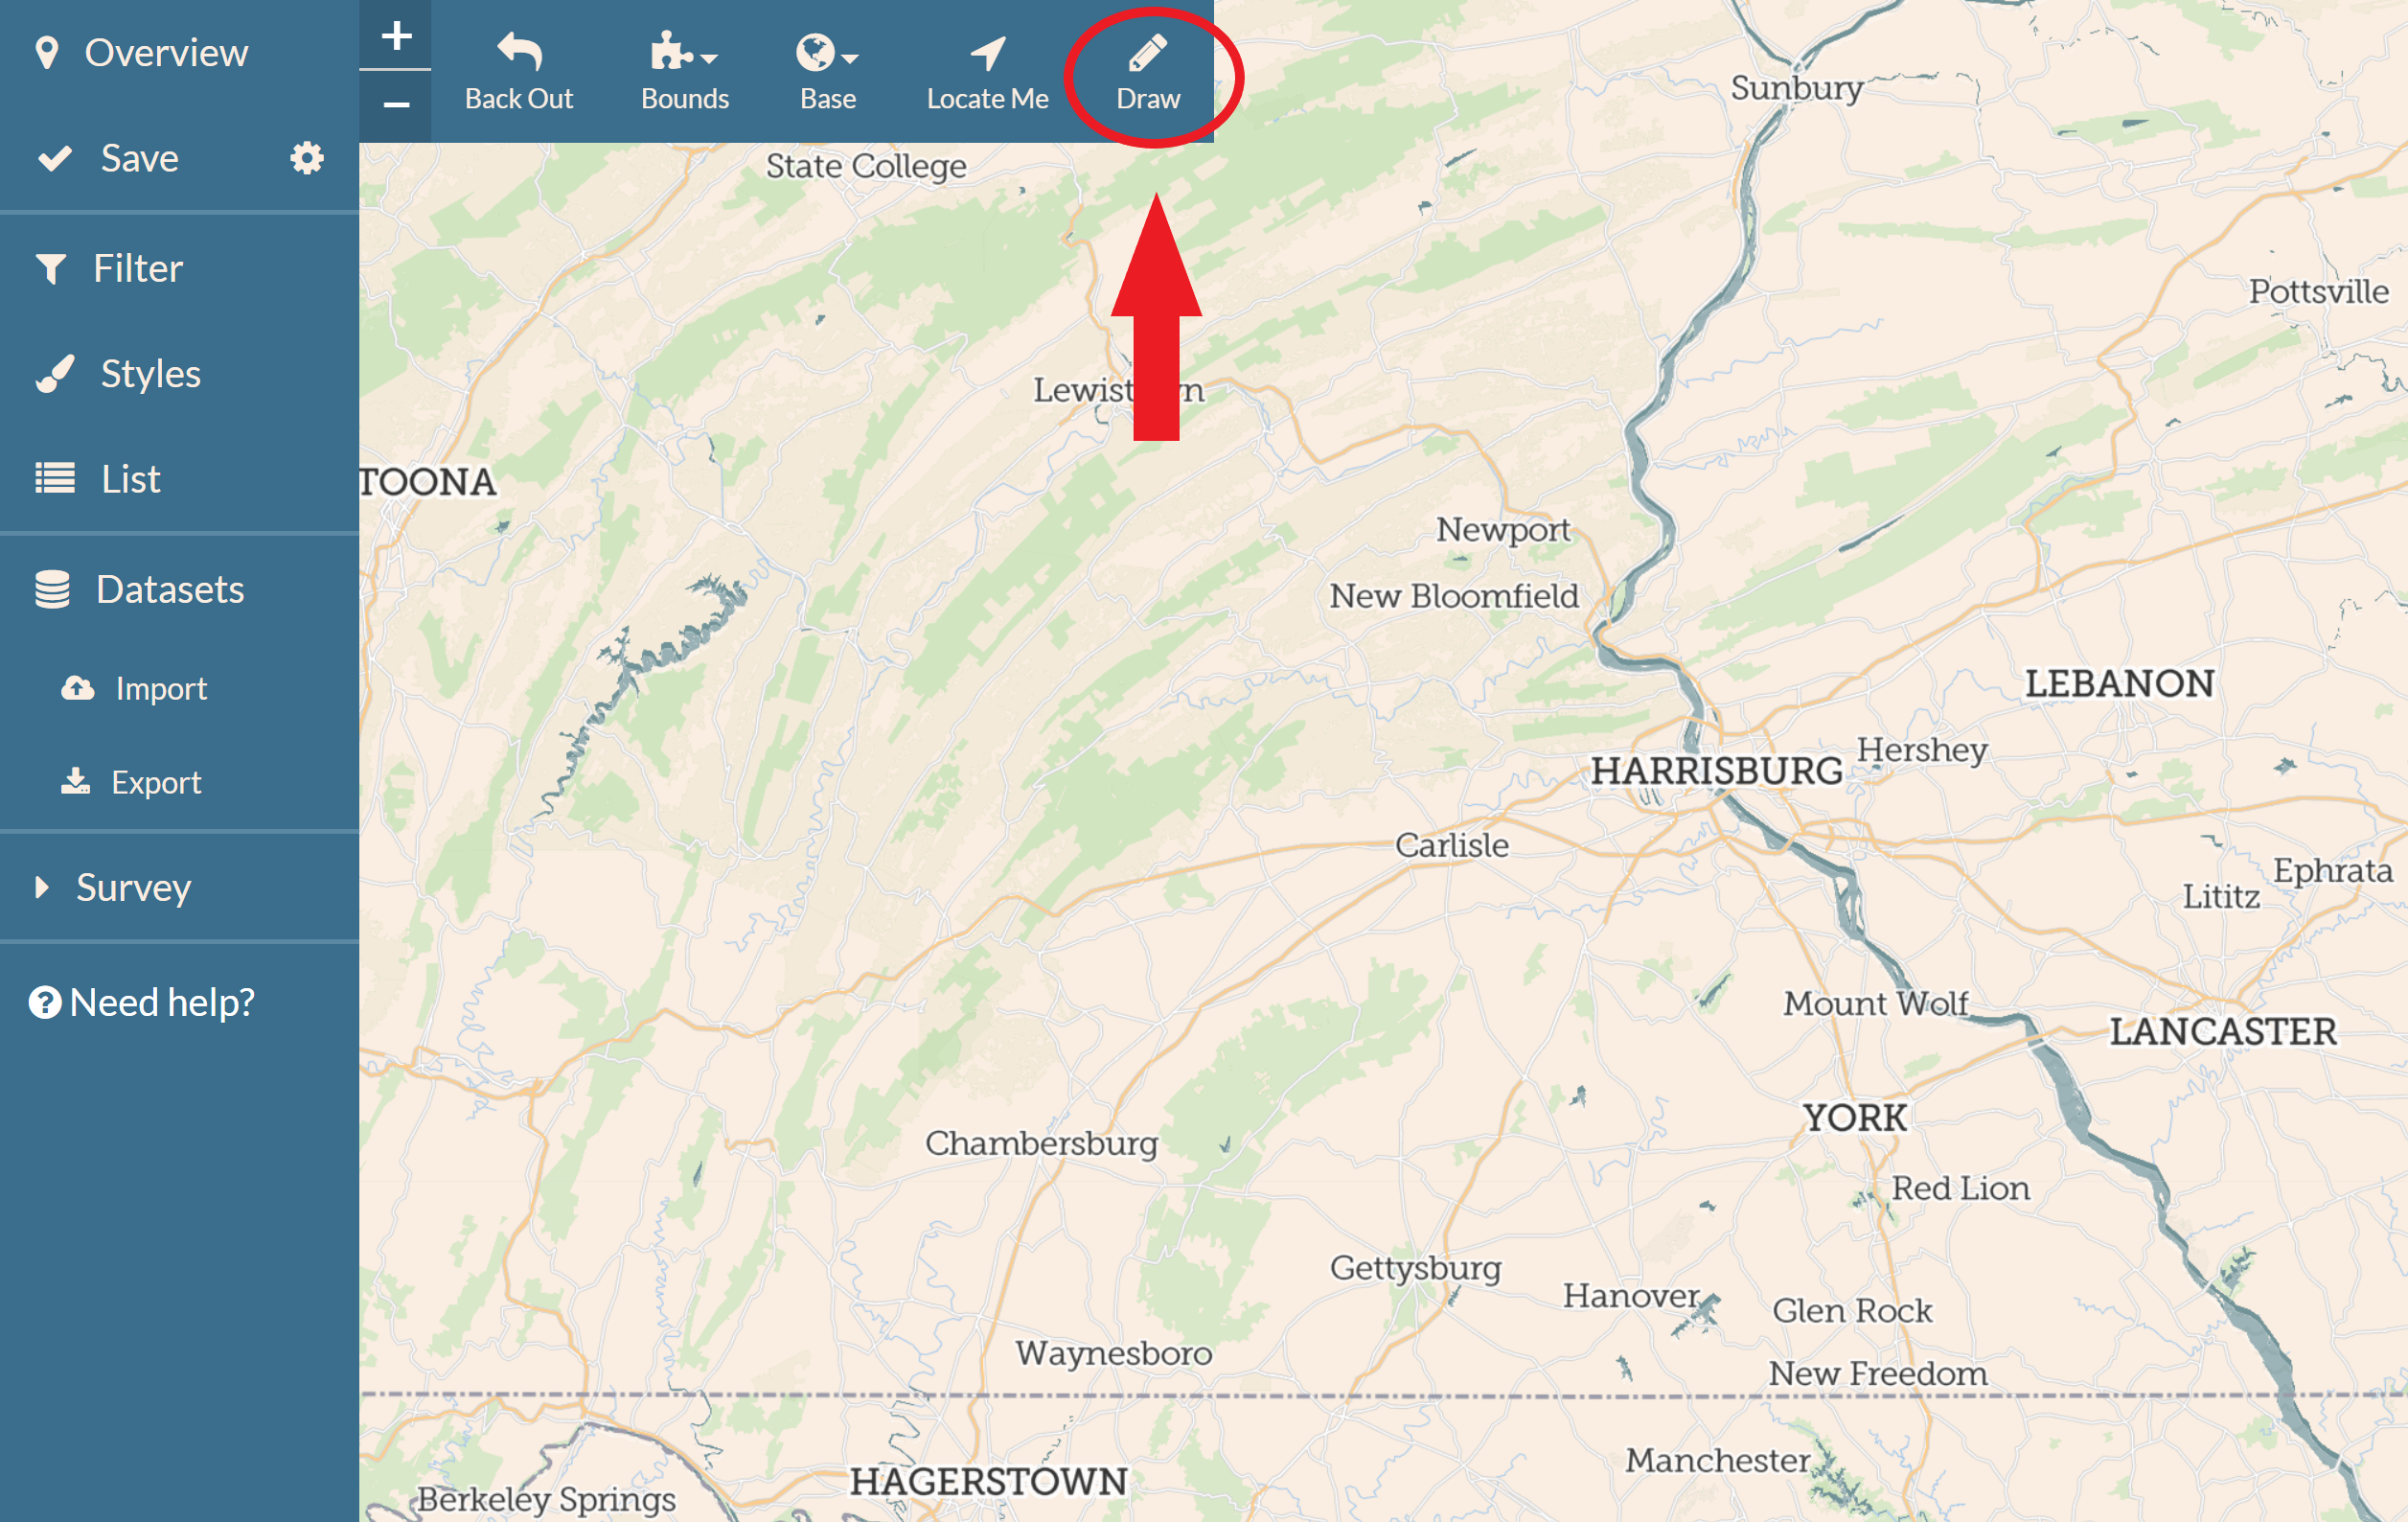 Overview
Save
Filter
Styles
List
Datasets
Import
Export
Survey
Need help?
+
−
Back Out
Bounds
Base
Locate Me
Draw
Sunbury
State College
Pottsville
TOONA
Newport
New Bloomfield
LEBANON
HARRISBURG
Hershey
Carlisle
Ephrata
Lititz
Mount Wolf
LANCASTER
YORK
Chambersburg
Red Lion
Gettysburg
Hanover
Glen Rock
Waynesboro
New Freedom
Manchester
HAGERSTOWN
Berkeley Springs